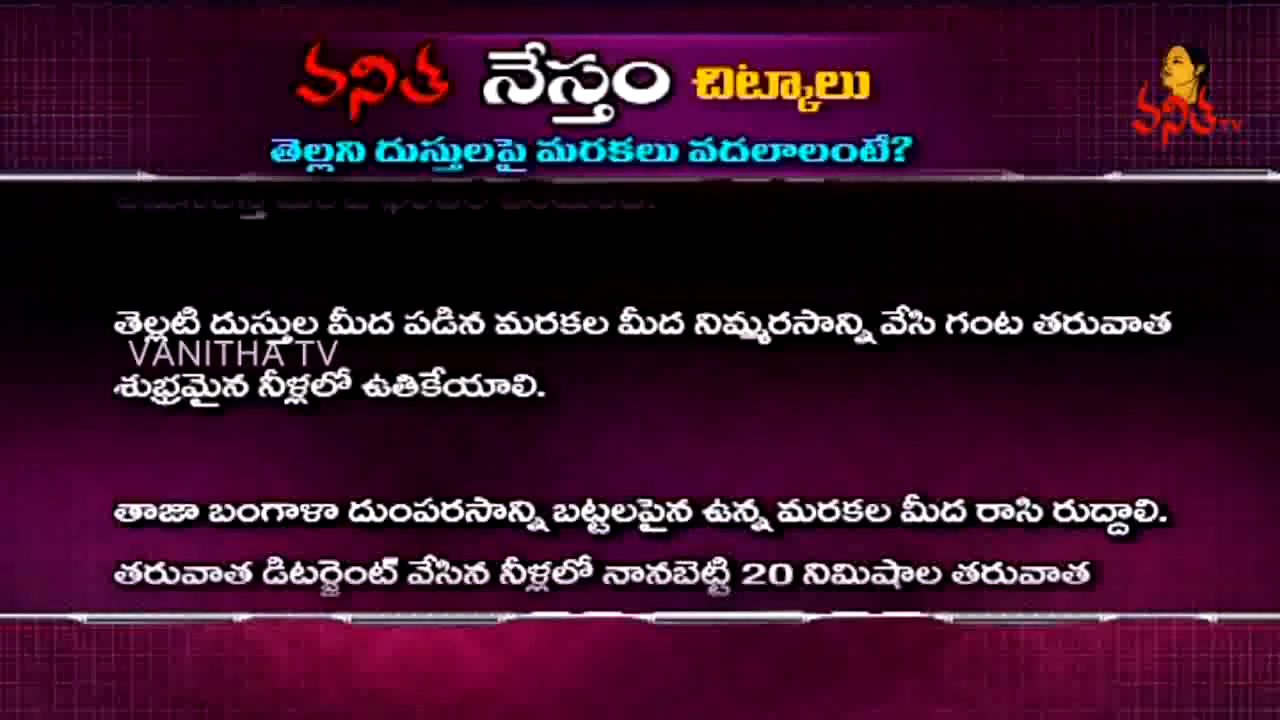 వనిత నేస్తం చిట్కాలు
వనిత TV
తెల్లని దుస్తులపై మరకలు వదలాలంటే?
తెల్లటి దుస్తుల మీద పడిన మరకల మీద నిమ్మరసాన్ని వేసి గంట తరువాత
VANITHA TV
శుభ్రమైన నీళ్లలో ఉతికేయాలి.
తాజా బంగాళా దుంపరసాన్ని బట్టలపైన ఉన్న మరకల మీద రాసి రుద్దాలి.
తరువాత డిటర్జెంట్ వేసిన నీళ్లలో నానబెట్టి 20 నిమిషాల తరువాత